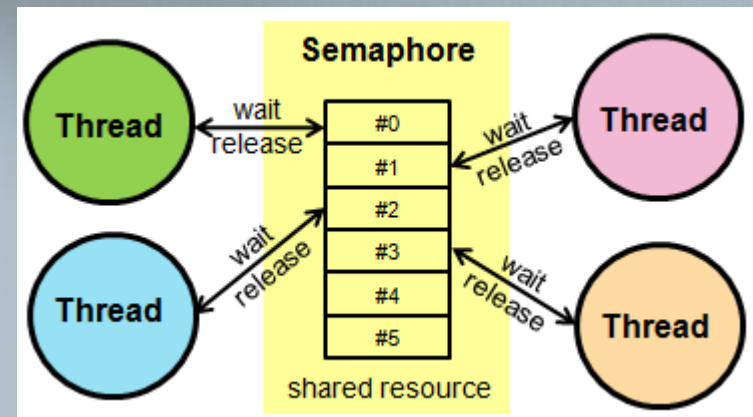 Semaphore
Thread
wait
release
#0
#1
#2
#3
#4
#5
wait
release
Thread
Thread
wait
release
wait
release
Thread
shared resource